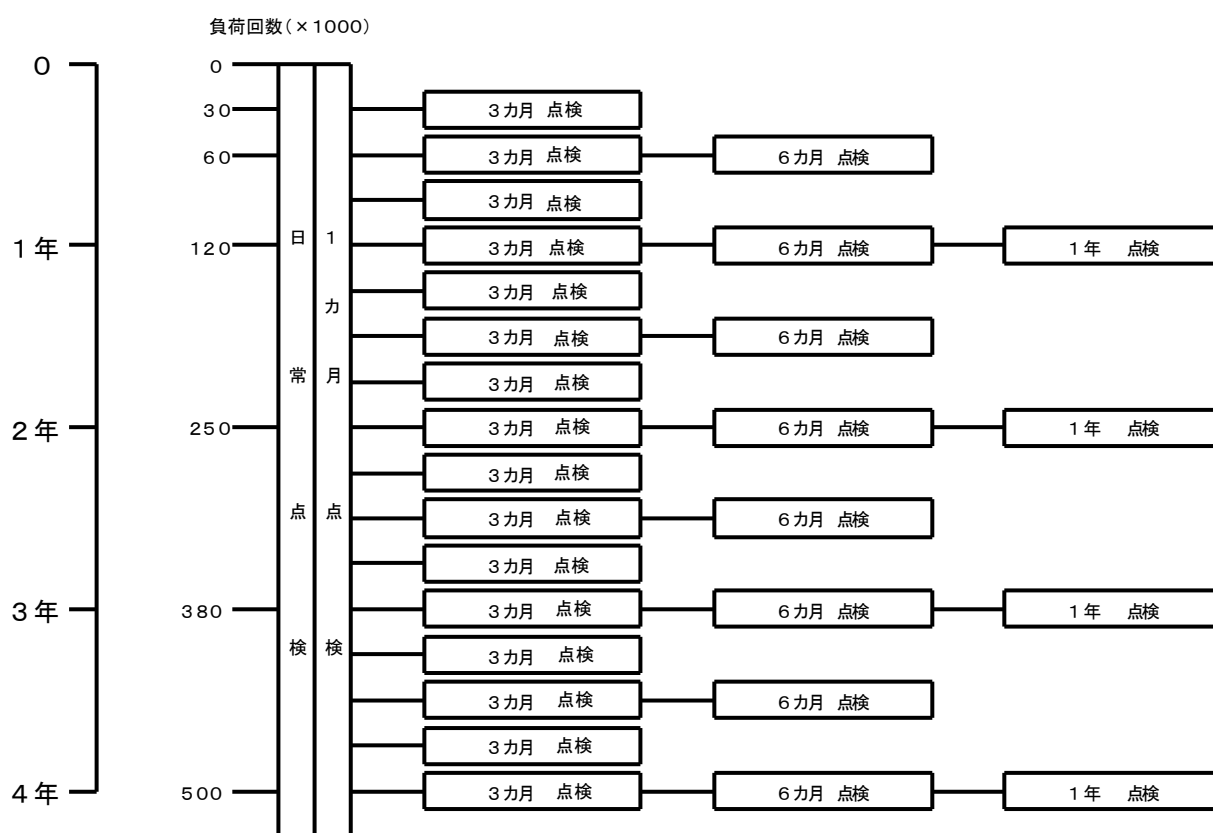 負荷回数(×1000)
0 0
30 3カ月 点検
60 3カ月 点検 6カ月 点検
3カ月 点検
1年 120 3カ月 点検 6カ月 点検 1年 点検
3カ月 点検
3カ月 点検 6カ月 点検
3カ月 点検
2年 250 3カ月 点検 6カ月 点検 1年 点検
3カ月 点検
3カ月 点検 6カ月 点検
3カ月 点検
3年 380 3カ月 点検 6カ月 点検 1年 点検
3カ月 点検
3カ月 点検 6カ月 点検
3カ月 点検
4年 500 3カ月 点検 6カ月 点検 1年 点検
日常点検
1カ月点検